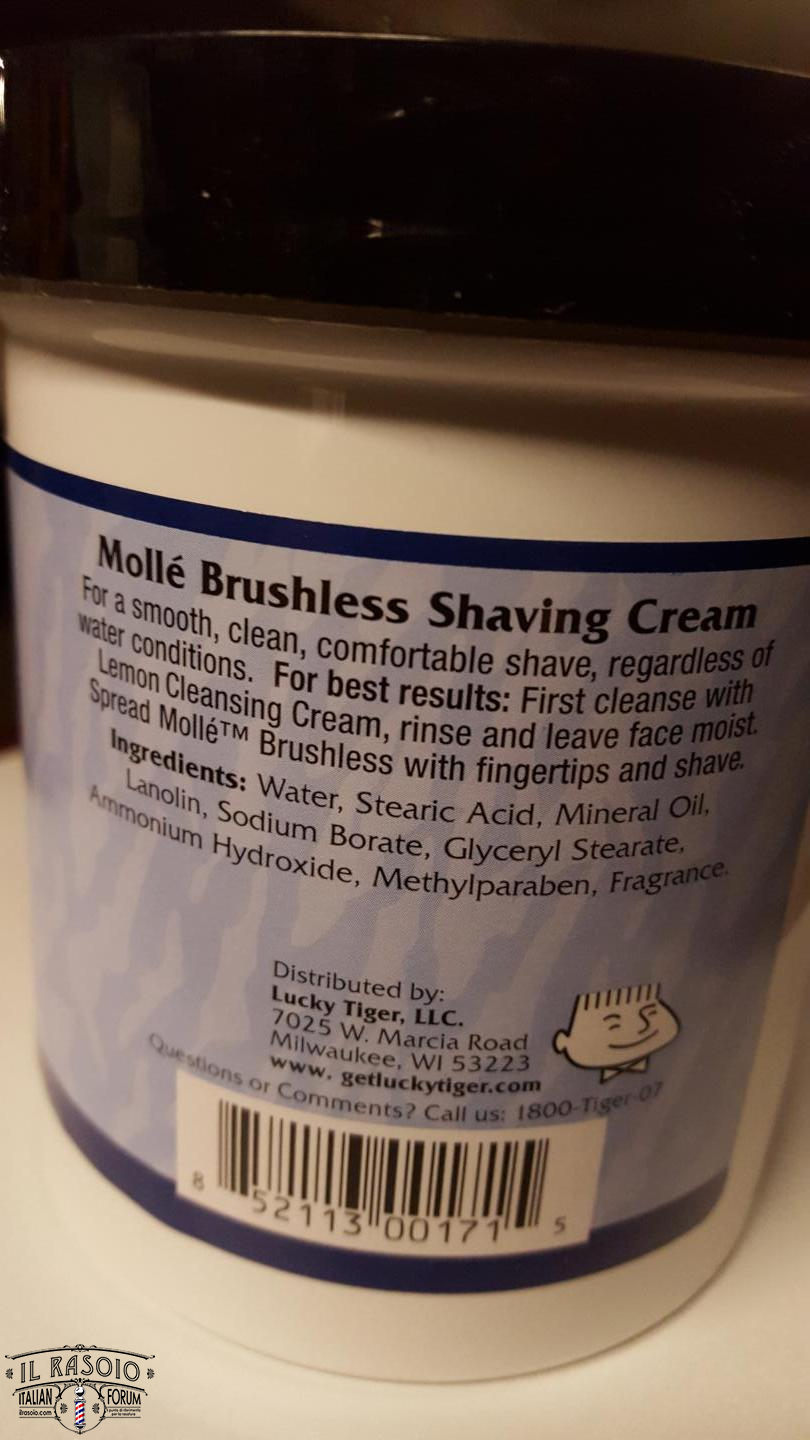 Mollé Brushless Shaving Cream
For a smooth, clean, comfortable shave, regardless of
water conditions. For best results: First cleanse with
Lemon Cleansing Cream, rinse and leave face moist.
Spread Mollé™ Brushless with fingertips and shave.
Ingredients: Water, Stearic Acid, Mineral Oil,
Lanolin, Sodium Borate, Glyceryl Stearate,
Ammonium Hydroxide, Methylparaben, Fragrance.
Distributed by:
Lucky Tiger, LLC.
7025 W. Marcia Road
Milwaukee, WI 53223
www. getluckytiger.com
Questions or Comments? Call us: 1800-Tiger-07
8 52113 00171 5
IL RASOIO
ITALIAN FORUM
ilrasoio.com